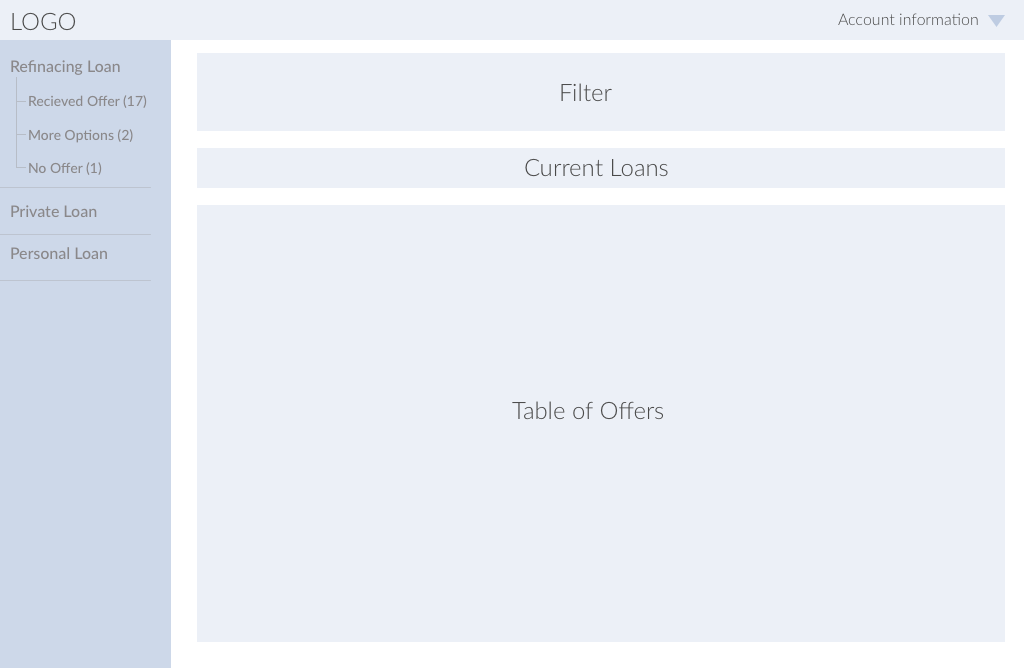 LOGO
Account information
Refinacing Loan
Recieved Offer (17)
More Options (2)
No Offer (1)
Private Loan
Personal Loan
Filter
Current Loans
Table of Offers